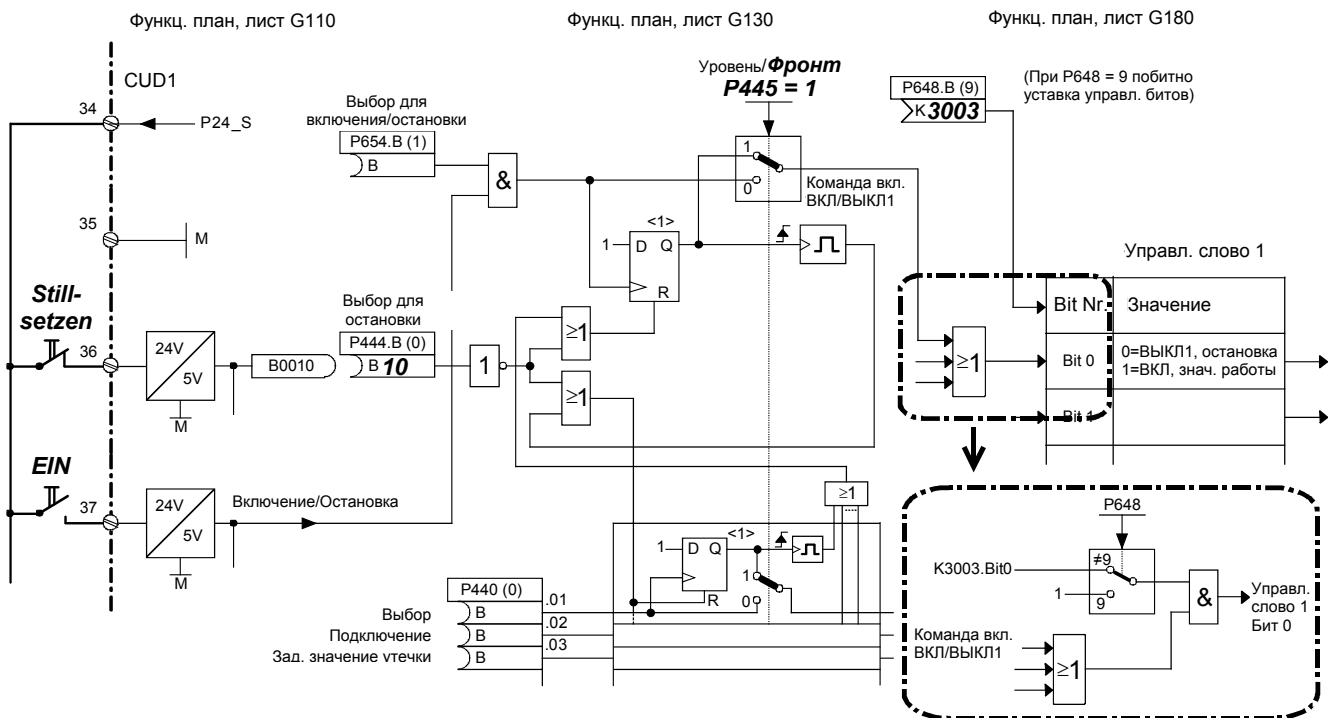 Функц. план, лист G110
Функц. план, лист G130
Функц. план, лист G180
CUD1
34
P24_S
35
M
Still-
setzen
36
24V
5V
M
B0010
EIN
37
24V
5V
M
Включение/Остановка
Выбор для
включения/остановки
P654.B (1)
B
&
Выбор для
остановки
P444.B (0)
B 10
1
Уровень/Фронт
P445 = 1
1
0
Команда вкл.
ВКЛ/ВЫКЛ1
<1>
1
D Q
R
≥1
≥1
≥1
<1>
1
D Q
R
1
0
P440 (0)
.01
Выбор
B
.02
Подключение
B
.03
Зад. значение утечки
B
P648.B (9)
K 3003
(При P648 = 9 побитно
уставка управл. битов)
Управл. слово 1
Bit Nr.
Значение
≥1
Bit 0
0=ВЫКЛ1, остановка
1=ВКЛ, знач. работы
Bit 1
P648
K3003.Bit0
≠9
1
9
&
Управл.
слово 1
Бит 0
Команда вкл.
ВКЛ/ВЫКЛ1
≥1